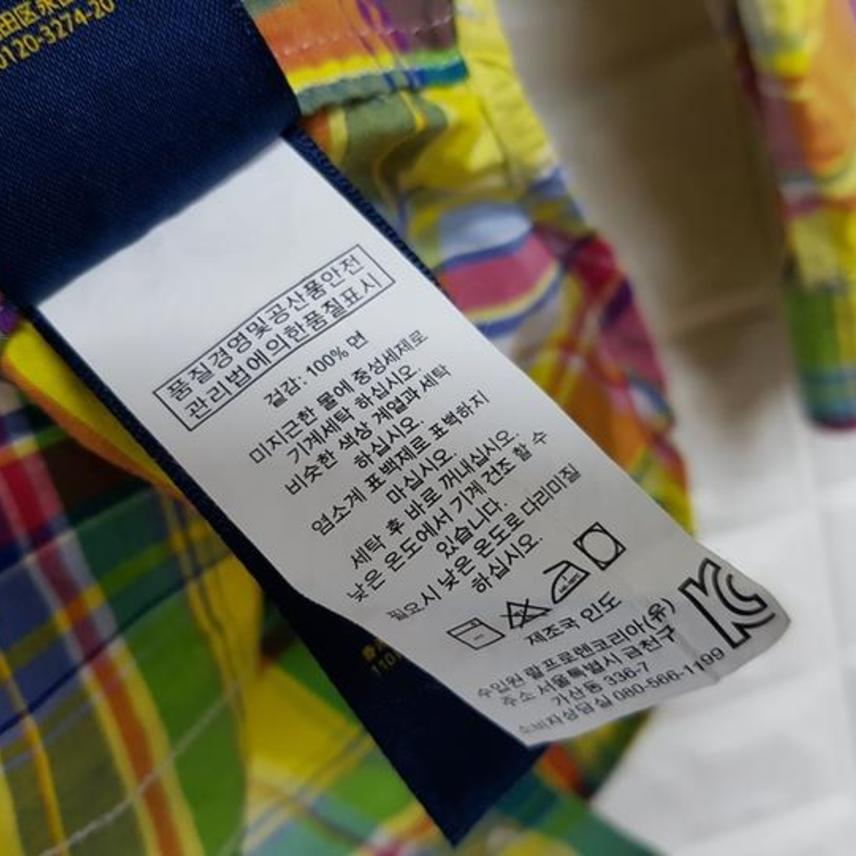 田区永田
0120-3274-20
품질경영및공산품안전
관리법에의한품질표시
겉감: 100% 면
미지근한 물에 중성세제로
기계세탁 하십시오.
비슷한 색상 계열과 세탁
하십시오.
염소계 표백제로 표백하지
마십시오.
세탁 후 바로 꺼내십시오.
낮은 온도에서 기계 건조 할 수
있습니다.
필요시 낮은 온도로 다리미질
하십시오.
제조국 인도
수입원 랄프로렌코리아(유)
주소 서울특별시 금천구
가산동 336-7
소비자상담실 080-566-1199